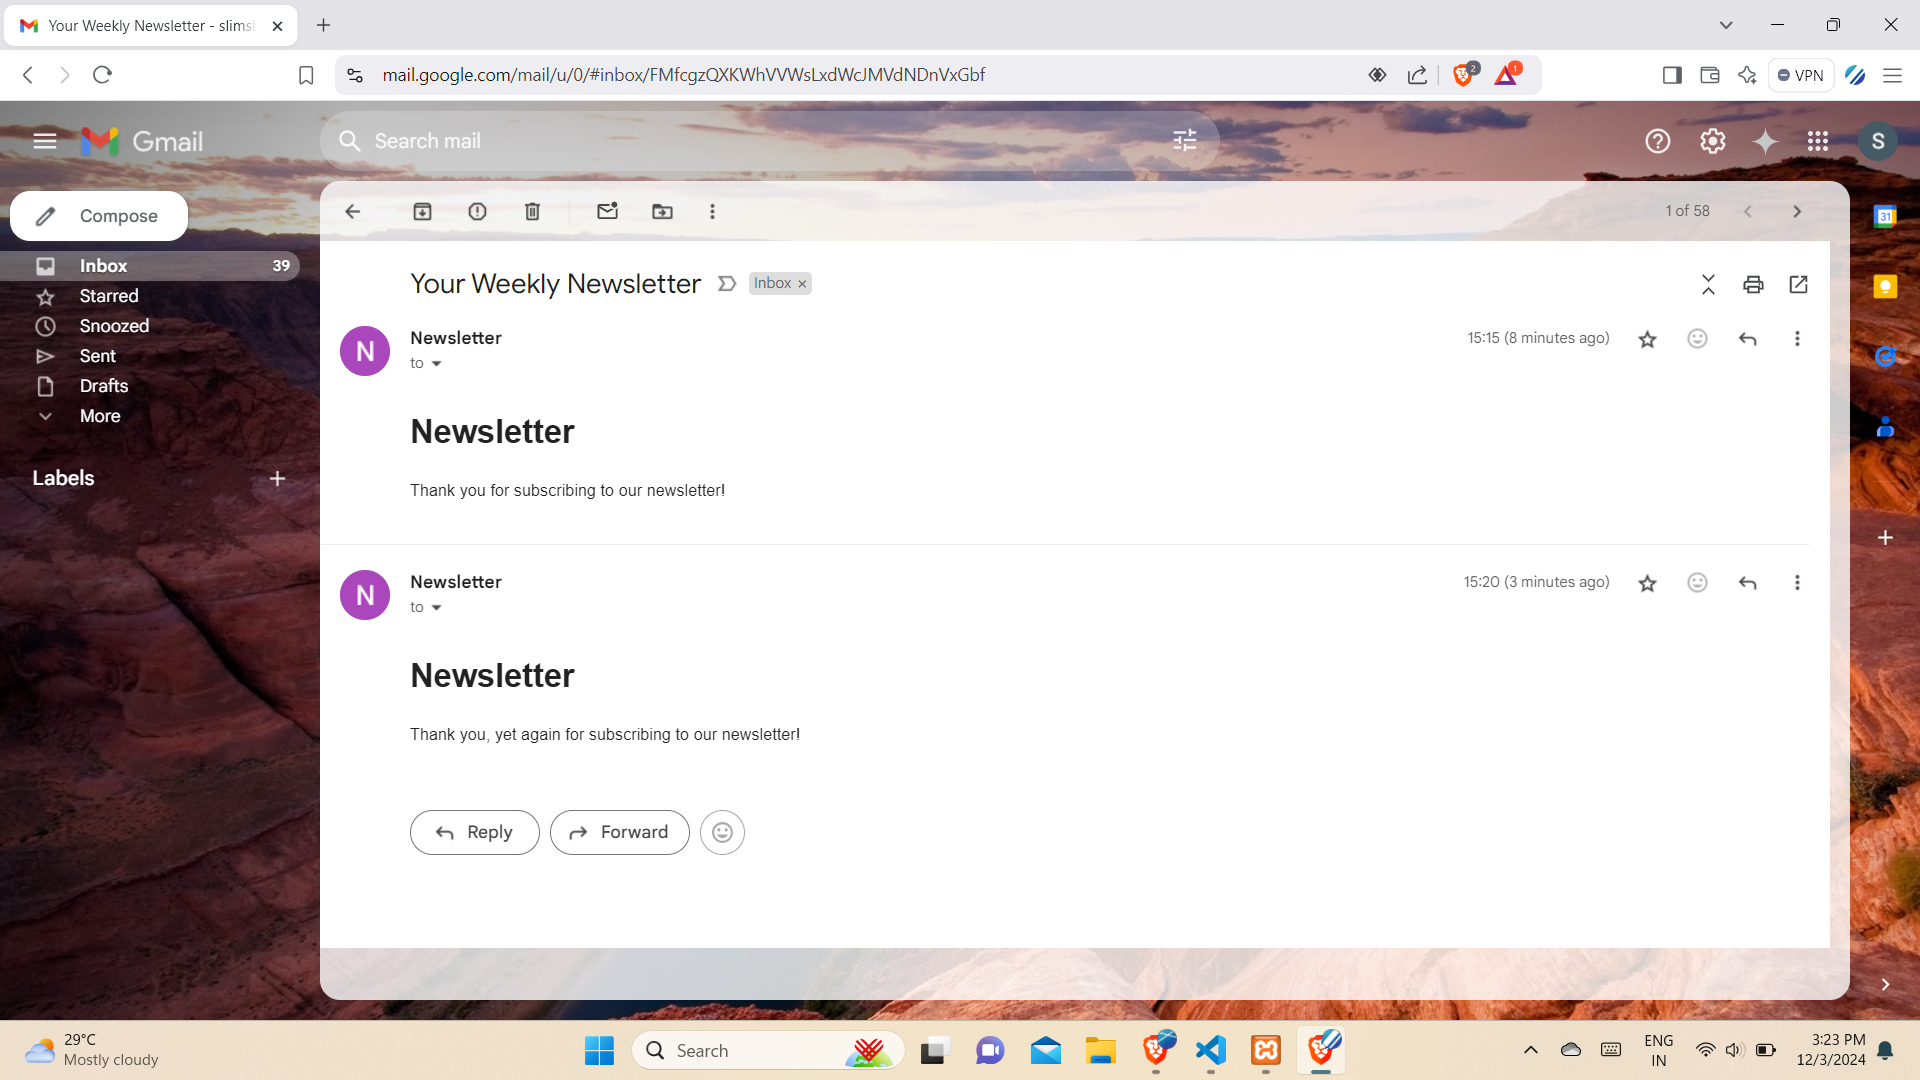 Your Weekly Newsletter - slims
mail.google.com/mail/u/0/#inbox/FMfcgzQXKWhVVWsLxdWcJMVdNDnVxGbf
2
1
VPN
Gmail
Search mail
S
Compose
1 of 58
31
Inbox 39
Starred
Snoozed
Sent
Drafts
More
Labels
Your Weekly Newsletter
Inbox ×
N
Newsletter
15:15 (8 minutes ago)
to
Newsletter
Thank you for subscribing to our newsletter!
N
Newsletter
15:20 (3 minutes ago)
to
Newsletter
Thank you, yet again for subscribing to our newsletter!
Reply
Forward
29°C
Mostly cloudy
Search
ENG
IN
3:23 PM
12/3/2024